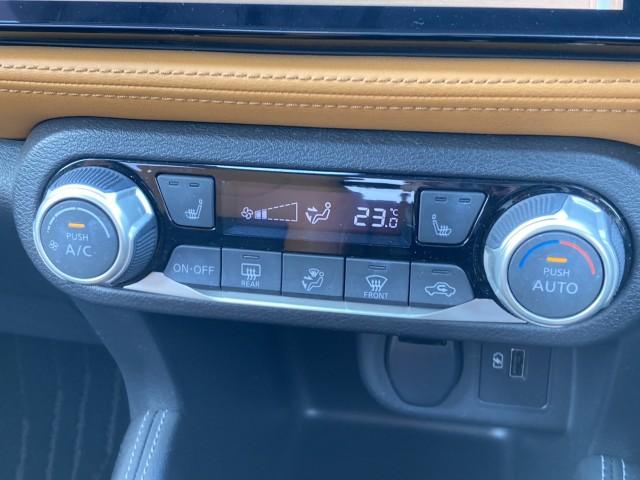 PUSH
A/C
23.0
°C
PUSH
AUTO
ON·OFF
REAR
FRONT